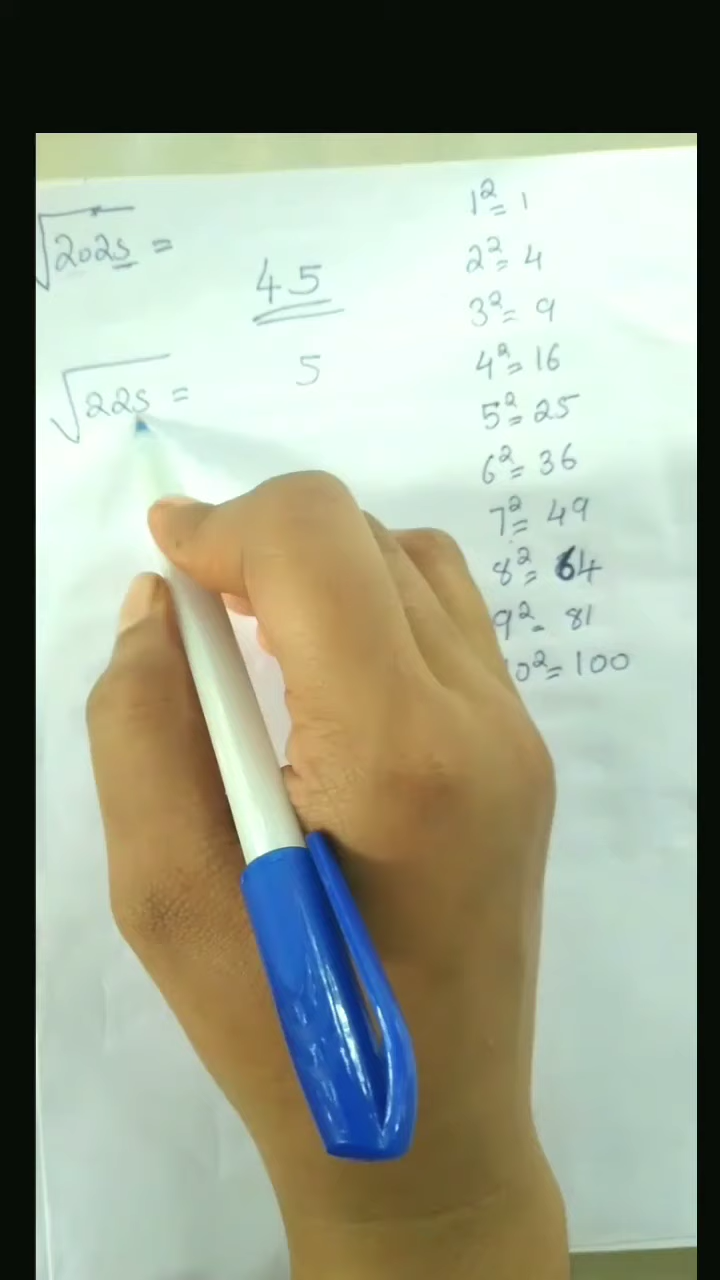 √2025 =
45
√225 =
5
1² = 1
2² = 4
3² = 9
4² = 16
5² = 25
6² = 36
7² = 49
8² = 64
9² = 81
10² = 100